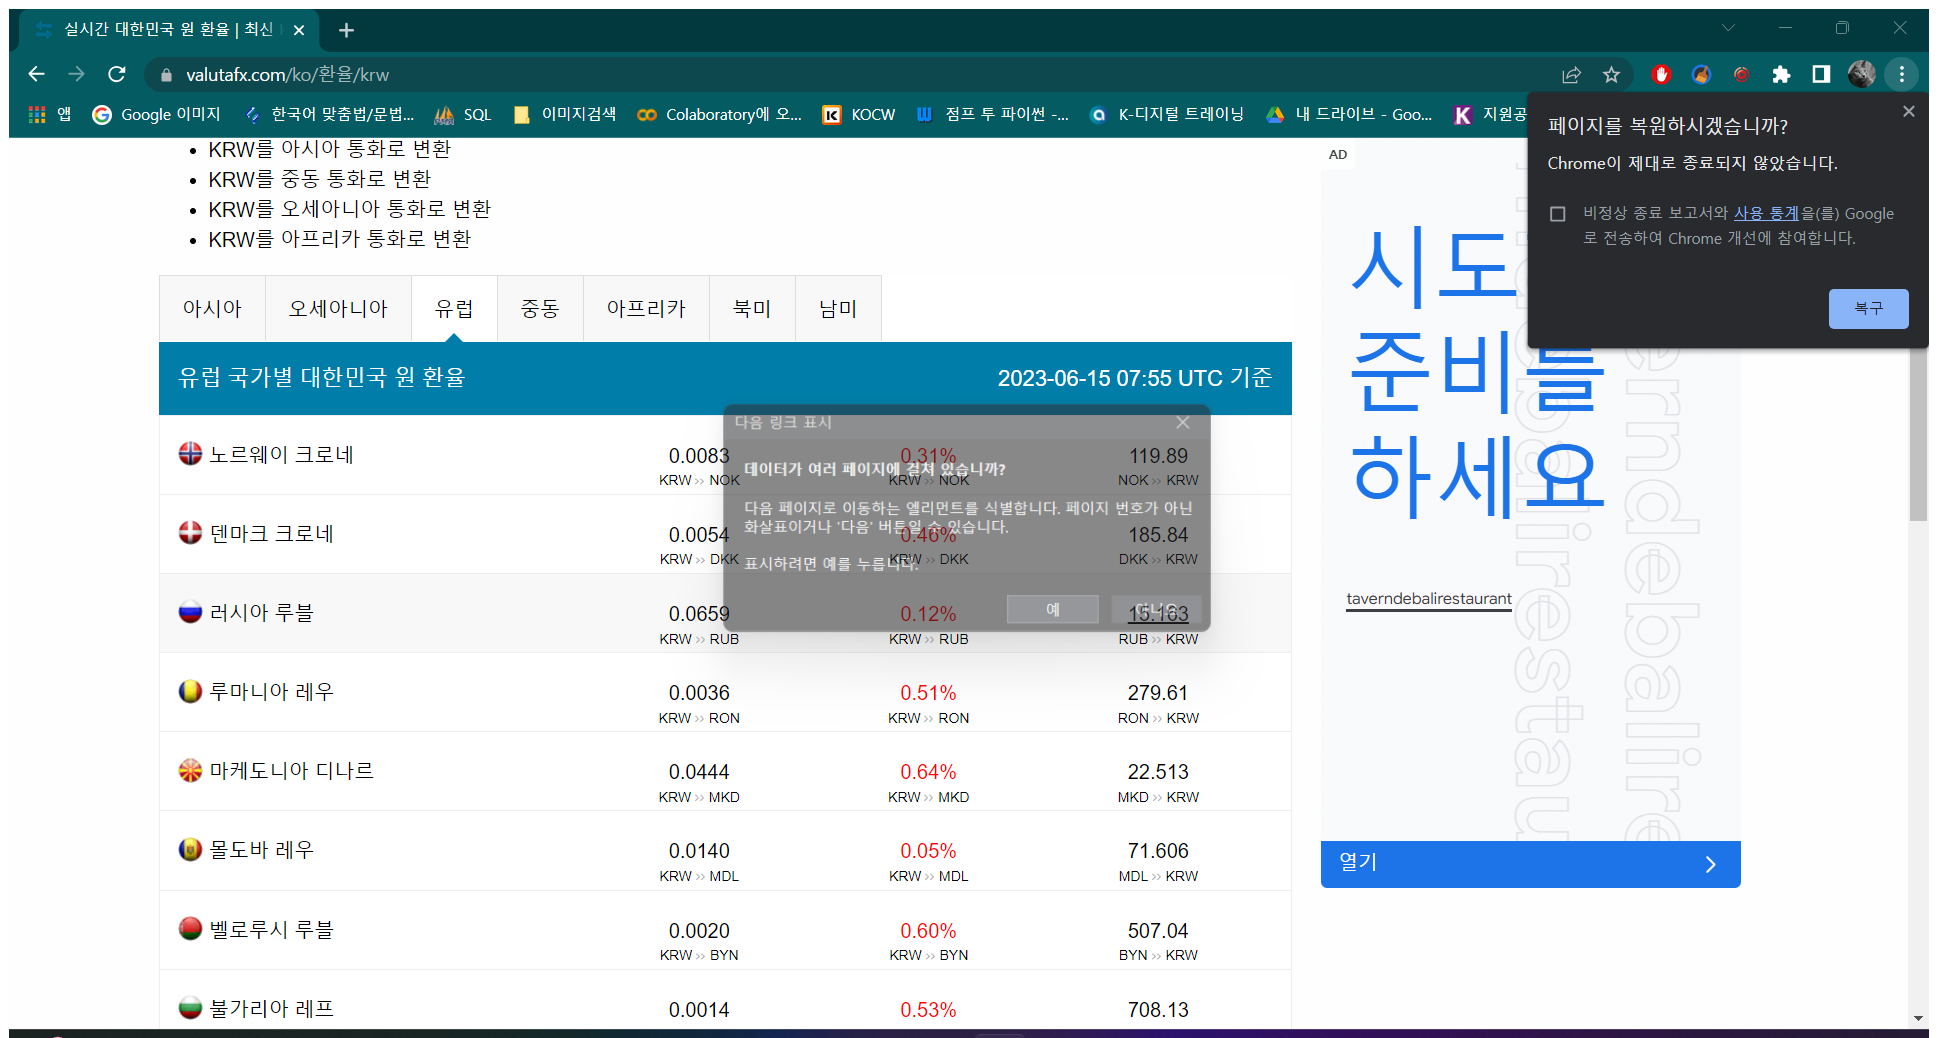 실시간 대한민국 원 환율 | 최신
valutafx.com/ko/환율/krw
앱 Google 이미지 한국어 맞춤법/문법... SQL 이미지검색 Colaboratory에 오... KOCW 점프 투 파이썬 -... K-디지털 트레이닝 내 드라이브 - Goo... 지원공
페이지를 복원하시겠습니까?
Chrome이 제대로 종료되지 않았습니다.
비정상 종료 보고서와 사용 통계을(를) Google
로 전송하여 Chrome 개선에 참여합니다.
복구
KRW를 아시아 통화로 변환
KRW를 중동 통화로 변환
KRW를 오세아니아 통화로 변환
KRW를 아프리카 통화로 변환
아시아 오세아니아 유럽 중동 아프리카 북미 남미
유럽 국가별 대한민국 원 환율 2023-06-15 07:55 UTC 기준
노르웨이 크로네 0.0083 0.31% 119.89
KRW ›› NOK KRW ›› NOK NOK ›› KRW
덴마크 크로네 0.0054 0.46% 185.84
KRW ›› DKK KRW ›› DKK DKK ›› KRW
러시아 루블 0.0659 0.12% 15.163
KRW ›› RUB KRW ›› RUB RUB ›› KRW
루마니아 레우 0.0036 0.51% 279.61
KRW ›› RON KRW ›› RON RON ›› KRW
마케도니아 디나르 0.0444 0.64% 22.513
KRW ›› MKD KRW ›› MKD MKD ›› KRW
몰도바 레우 0.0140 0.05% 71.606
KRW ›› MDL KRW ›› MDL MDL ›› KRW
벨로루시 루블 0.0020 0.60% 507.04
KRW ›› BYN KRW ›› BYN BYN ›› KRW
불가리아 레프 0.0014 0.53% 708.13
다음 링크 표시
데이터가 여러 페이지에 걸쳐 있습니까?
다음 페이지로 이동하는 엘리먼트를 식별합니다. 페이지 번호가 아닌
화살표이거나 '다음' 버튼일 수 있습니다.
표시하려면 예를 누릅니다.
예 아니요
AD
시도
준비를
하세요
taverndebalirestaurant
열기